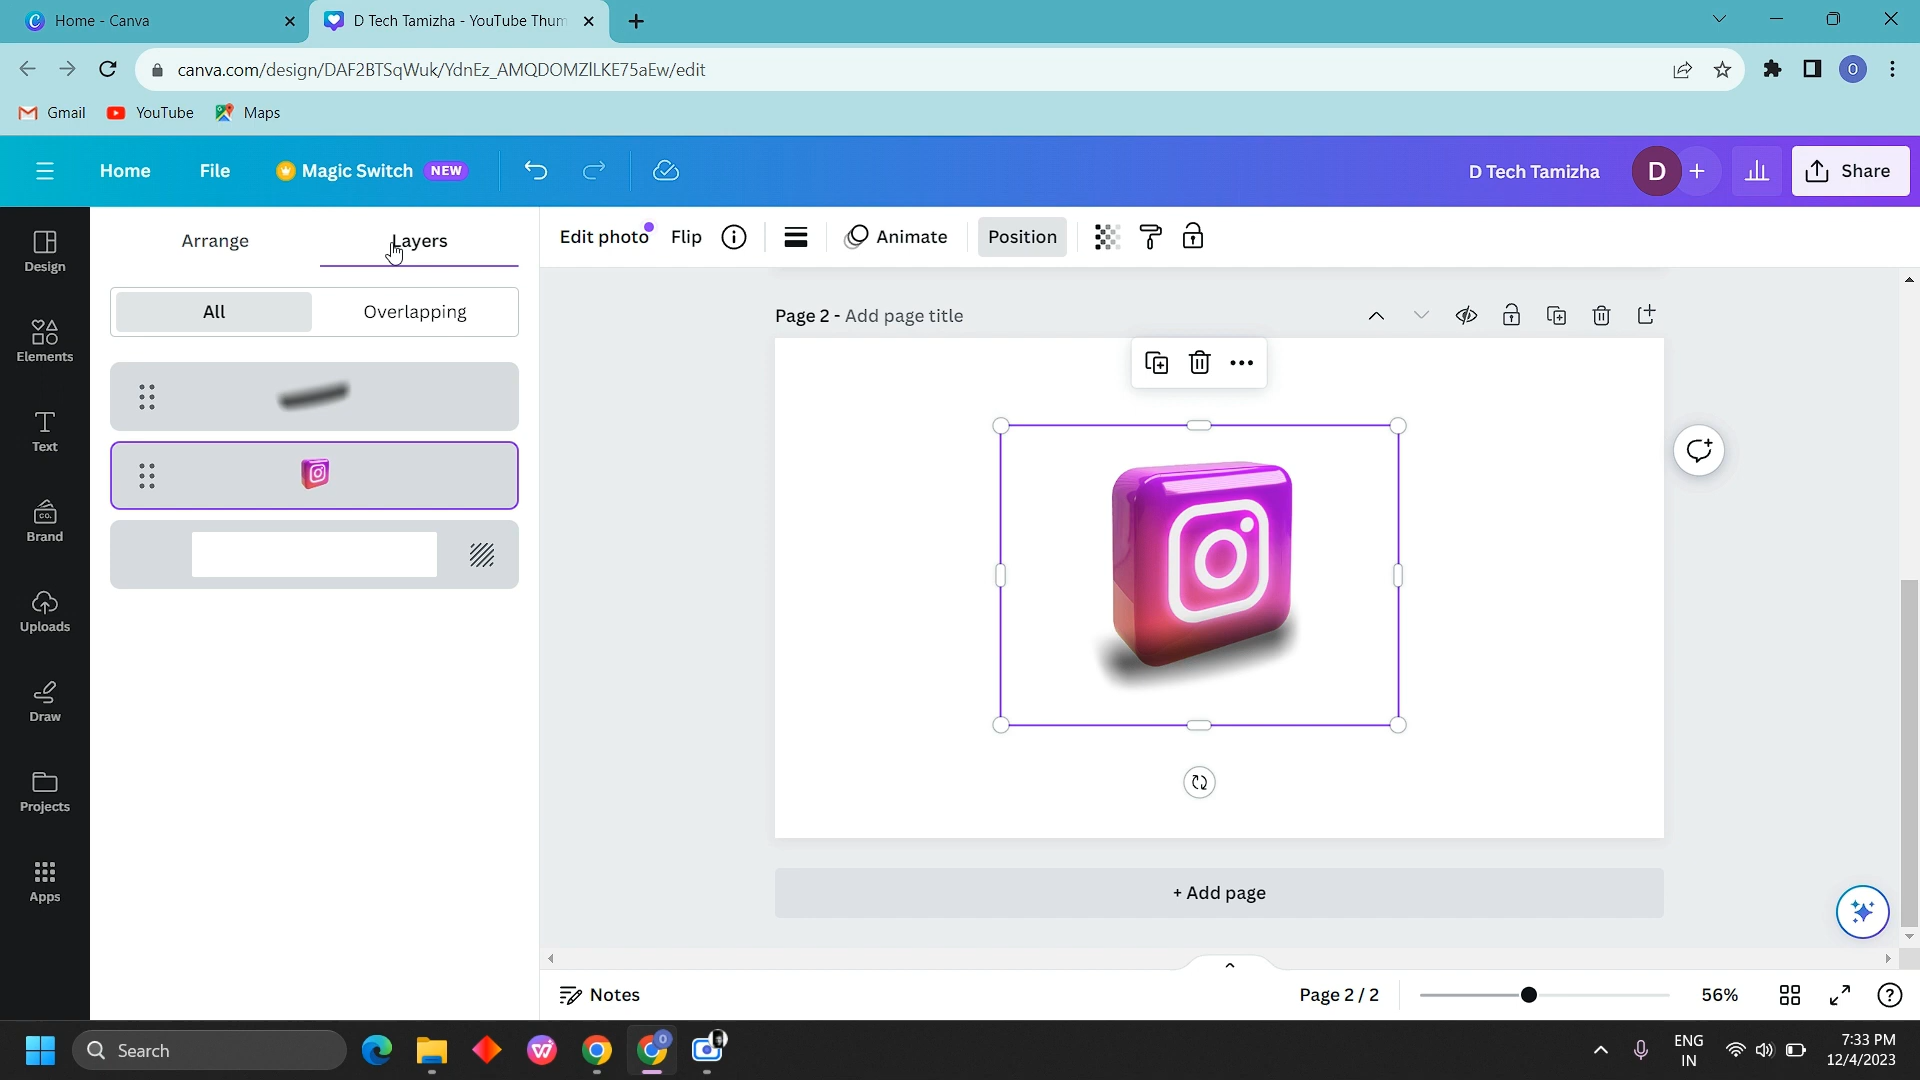 Home - Canva
D Tech Tamizha - YouTube Thum
canva.com/design/DAF2BTSqWuk/YdnEz_AMQDOMZlLKE75aEw/edit
O
Gmail
YouTube
Maps
Home
File
Magic Switch
NEW
D Tech Tamizha
D
Share
Design
Elements
Text
Brand
Uploads
Draw
Projects
Apps
Arrange
Layers
All
Overlapping
Edit photo
Flip
Animate
Position
Page 2 - Add page title
+ Add page
Notes
Page 2 / 2
56%
Search
ENG
IN
7:33 PM
12/4/2023